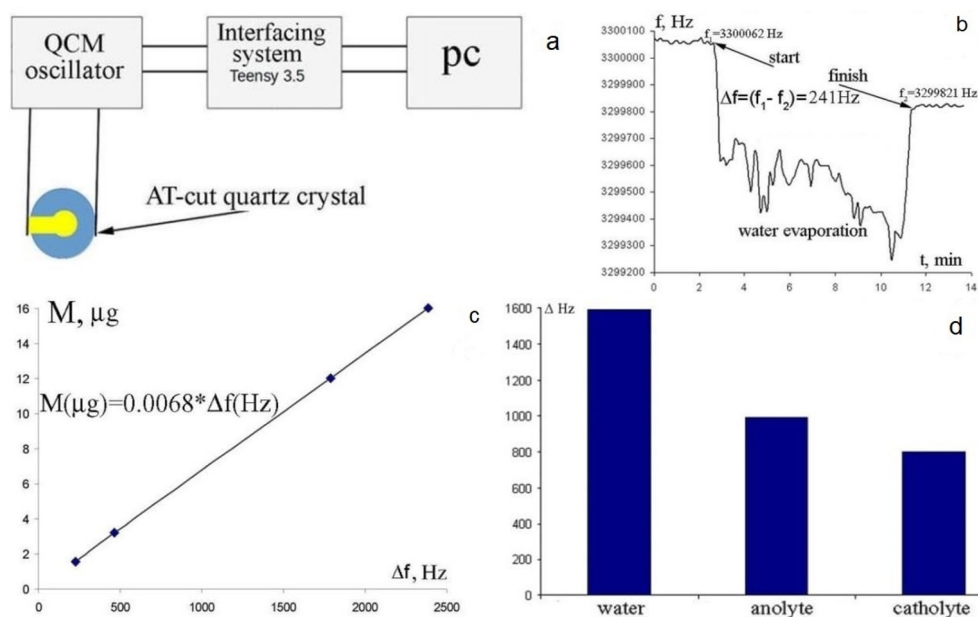 QCM
oscillator
Interfacing
system
Teensy 3.5
pc
a
AT-cut quartz crystal
b
f, Hz
f₁=3300062 Hz
start
finish
f₂=3299821 Hz
Δf=(f₁- f₂)=241Hz
water evaporation
t, min
3300100
3300000
3299900
3299800
3299700
3299600
3299500
3299400
3299300
3299200
0 2 4 6 8 10 12 14
M, µg
c
M(µg)=0.0068*Δf(Hz)
Δf, Hz
16
14
12
10
8
6
4
2
0
0 500 1000 1500 2000 2500
Δ Hz
d
1600
1400
1200
1000
800
600
400
200
0
water anolyte catholyte